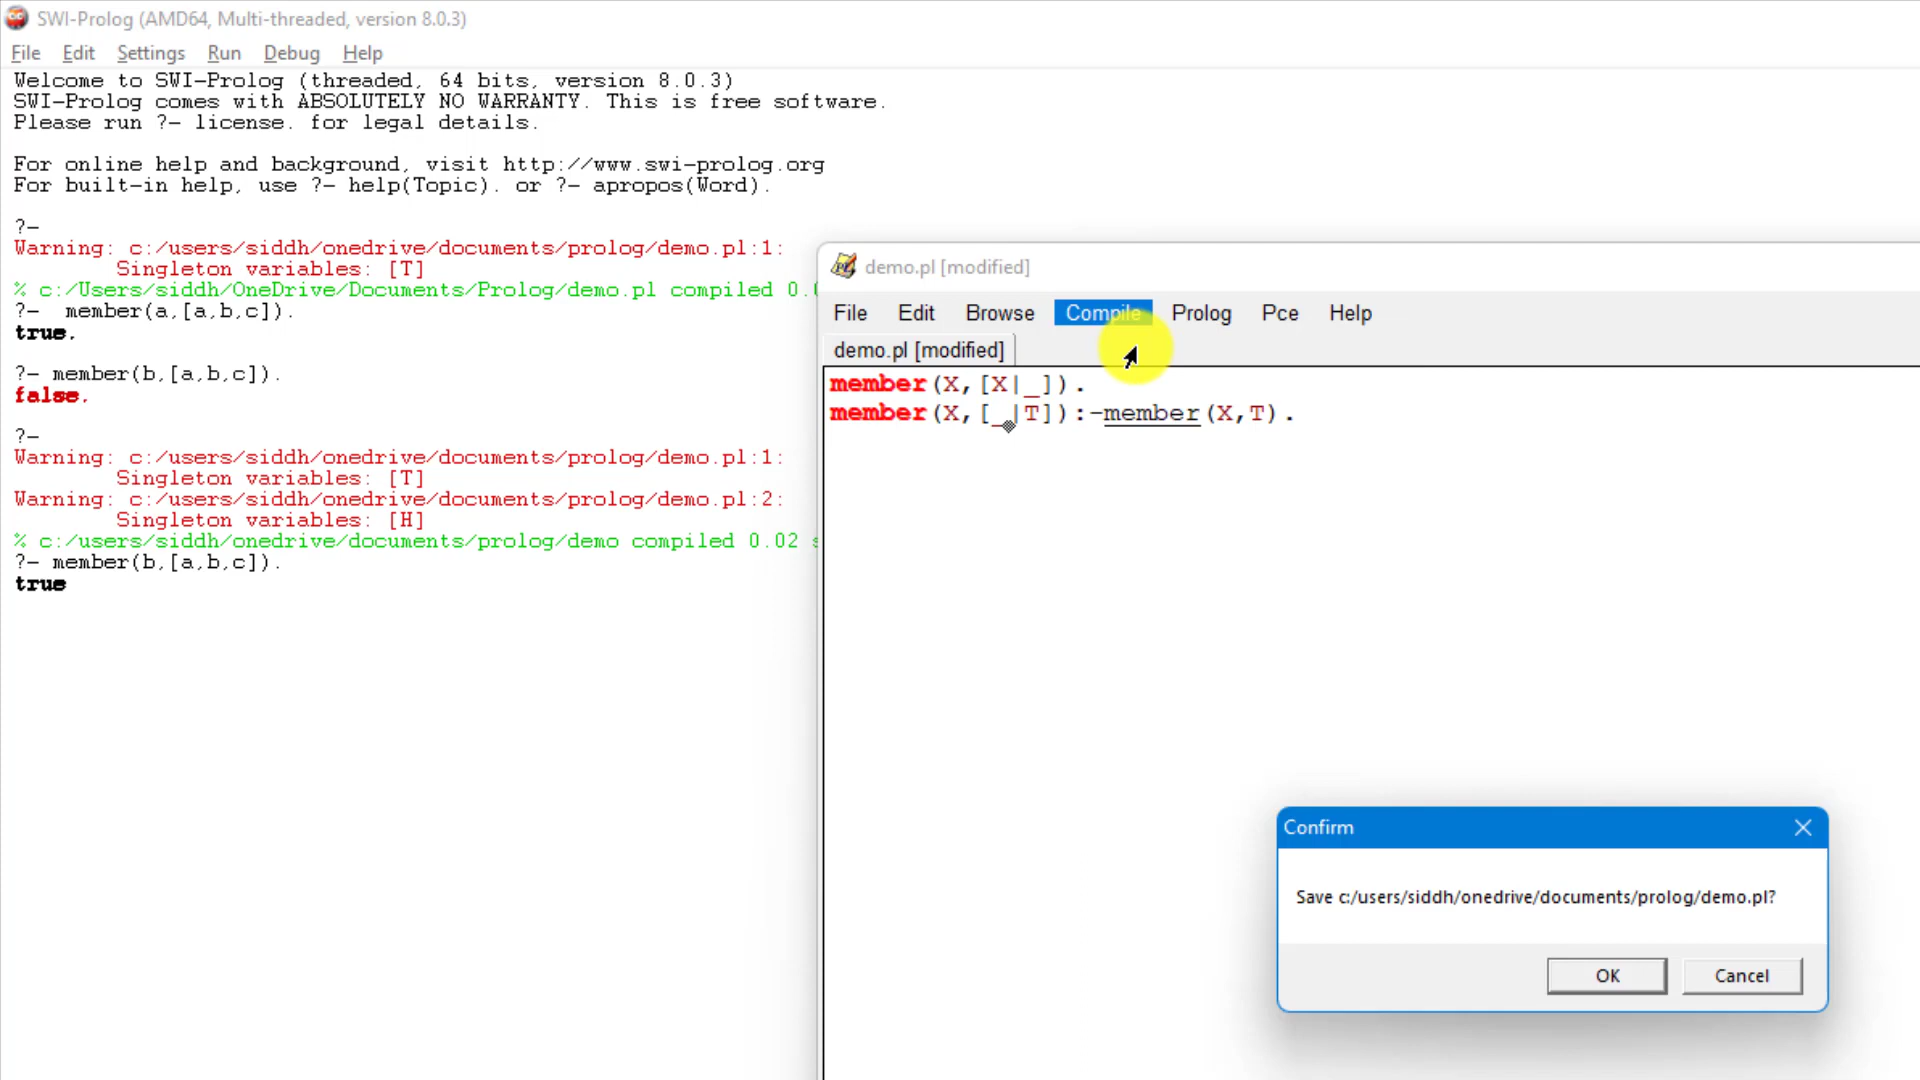 SWI-Prolog (AMD64, Multi-threaded, version 8.0.3)
File Edit Settings Run Debug Help
Welcome to SWI-Prolog (threaded, 64 bits, version 8.0.3)
SWI-Prolog comes with ABSOLUTELY NO WARRANTY. This is free software.
Please run ?- license. for legal details.
For online help and background, visit http://www.swi-prolog.org
For built-in help, use ?- help(Topic). or ?- apropos(Word).
?-
Warning: c:/users/siddh/onedrive/documents/prolog/demo.pl:1:
Singleton variables: [T]
% c:/Users/siddh/OneDrive/Documents/Prolog/demo.pl compiled 0.0
?-  member(a,[a,b,c]).
true.
?- member(b,[a,b,c]).
false.
?-
Warning: c:/users/siddh/onedrive/documents/prolog/demo.pl:1:
Singleton variables: [T]
Warning: c:/users/siddh/onedrive/documents/prolog/demo.pl:2:
Singleton variables: [H]
% c:/users/siddh/onedrive/documents/prolog/demo compiled 0.02 s
?- member(b,[a,b,c]).
true
demo.pl [modified]
File Edit Browse Compile Prolog Pce Help
demo.pl [modified]
member(X,[X|_]).
member(X,[_|T]):-member(X,T).
Confirm
Save c:/users/siddh/onedrive/documents/prolog/demo.pl?
OK Cancel